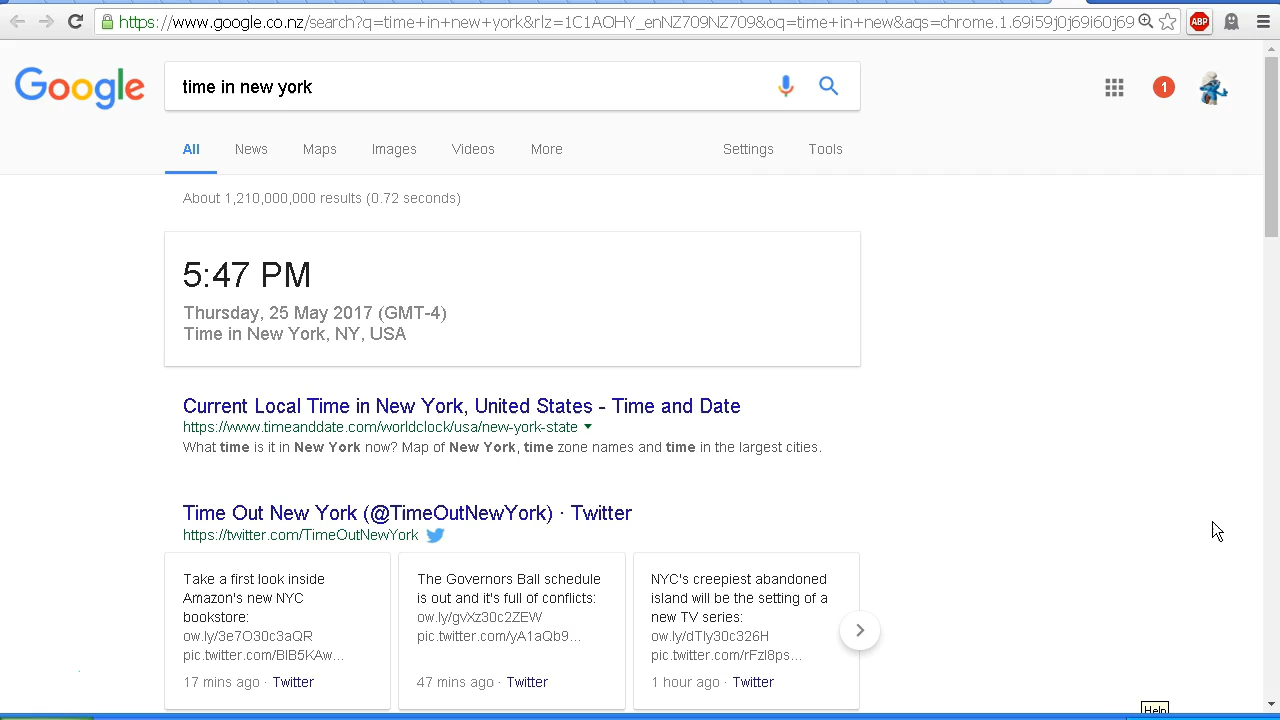 https://www.google.co.nz/search?q=time+in+new+york&rlz=1C1AOHY_enNZ709NZ709&oq=time+in+new&aqs=chrome.1.69i59j0j69i60j69
ABP
Google
time in new york
1
All News Maps Images Videos More Settings Tools
About 1,210,000,000 results (0.72 seconds)
5:47 PM
Thursday, 25 May 2017 (GMT-4)
Time in New York, NY, USA
Current Local Time in New York, United States - Time and Date
https://www.timeanddate.com/worldclock/usa/new-york-state
What time is it in New York now? Map of New York, time zone names and time in the largest cities.
Time Out New York (@TimeOutNewYork) · Twitter
https://twitter.com/TimeOutNewYork
Take a first look inside
Amazon's new NYC
bookstore:
ow.ly/3e7O30c3aQR
pic.twitter.com/BIB5KAw...
17 mins ago · Twitter
The Governors Ball schedule
is out and it's full of conflicts:
ow.ly/gvXz30c2ZEW
pic.twitter.com/yA1aQb9...
47 mins ago · Twitter
NYC's creepiest abandoned
island will be the setting of a
new TV series:
ow.ly/dTly30c326H
pic.twitter.com/rFzI8ps...
1 hour ago · Twitter
Help